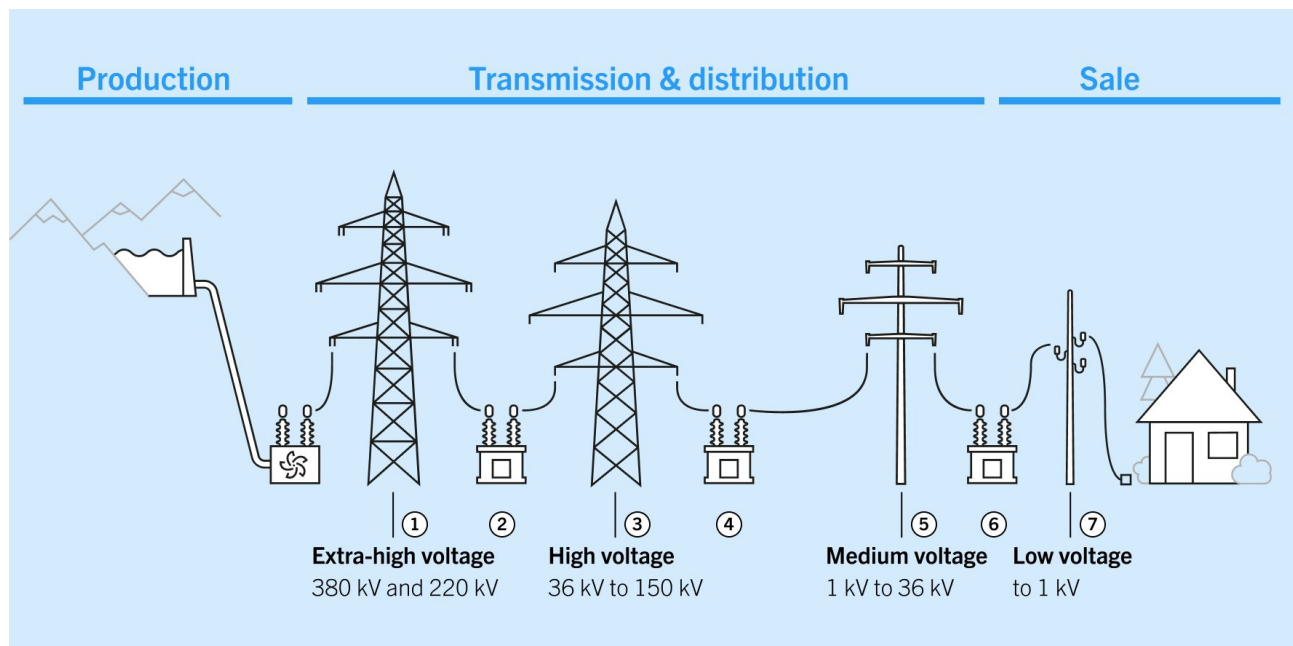 Production
Transmission & distribution
Sale
1
2
3
4
5
6
7
Extra-high voltage
380 kV and 220 kV
High voltage
36 kV to 150 kV
Medium voltage
1 kV to 36 kV
Low voltage
to 1 kV